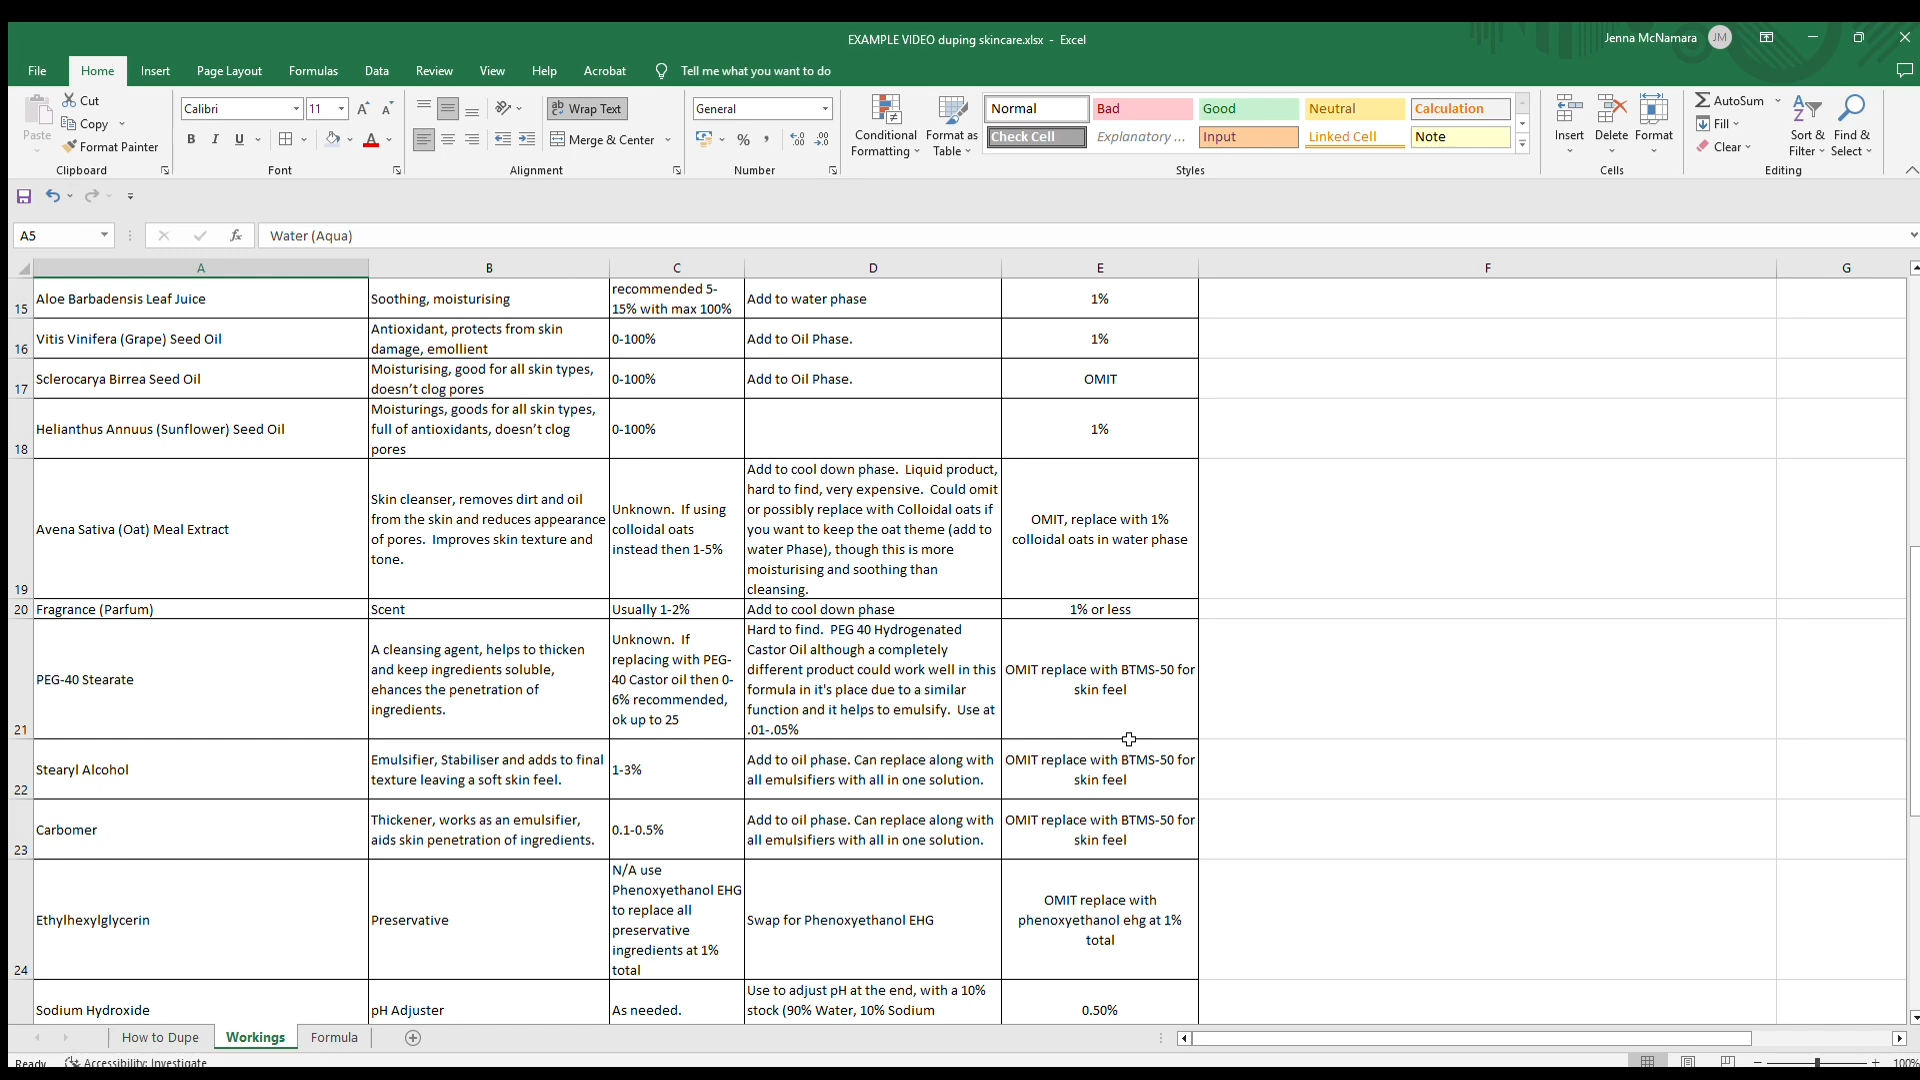 EXAMPLE VIDEO duping skincare.xlsx - Excel
Jenna McNamara JM
File Home Insert Page Layout Formulas Data Review View Help Acrobat Tell me what you want to do
Paste
Cut
Copy
Format Painter
Clipboard
Calibri 11
B I U
Font
Wrap Text
Merge & Center
Alignment
General
Number
Conditional
Formatting
Format as
Table
Normal Bad Good Neutral Calculation
Check Cell Explanatory ... Input Linked Cell Note
Styles
Insert Delete Format
Cells
AutoSum
Fill
Clear
Sort &
Filter
Find &
Select
Editing
A5
fx
Water (Aqua)
A B C D E F G
15
Aloe Barbadensis Leaf Juice
Soothing, moisturising
recommended 5-
15% with max 100%
Add to water phase
1%
16
Vitis Vinifera (Grape) Seed Oil
Antioxidant, protects from skin
damage, emollient
0-100%
Add to Oil Phase.
1%
17
Sclerocarya Birrea Seed Oil
Moisturising, good for all skin types,
doesn't clog pores
0-100%
Add to Oil Phase.
OMIT
18
Helianthus Annuus (Sunflower) Seed Oil
Moisturings, goods for all skin types,
full of antioxidants, doesn't clog
pores
0-100%
1%
19
Avena Sativa (Oat) Meal Extract
Skin cleanser, removes dirt and oil
from the skin and reduces appearance
of pores. Improves skin texture and
tone.
Unknown. If using
colloidal oats
instead then 1-5%
Add to cool down phase. Liquid product,
hard to find, very expensive. Could omit
or possibly replace with Colloidal oats if
you want to keep the oat theme (add to
water Phase), though this is more
moisturising and soothing than
cleansing.
OMIT, replace with 1%
colloidal oats in water phase
20
Fragrance (Parfum)
Scent
Usually 1-2%
Add to cool down phase
1% or less
21
PEG-40 Stearate
A cleansing agent, helps to thicken
and keep ingredients soluble,
ehances the penetration of
ingredients.
Unknown. If
replacing with PEG-
40 Castor oil then 0-
6% recommended,
ok up to 25
Hard to find. PEG 40 Hydrogenated
Castor Oil although a completely
different product could work well in this
formula in it's place due to a similar
function and it helps to emulsify. Use at
.01-.05%
OMIT replace with BTMS-50 for
skin feel
22
Stearyl Alcohol
Emulsifier, Stabiliser and adds to final
texture leaving a soft skin feel.
1-3%
Add to oil phase. Can replace along with
all emulsifiers with all in one solution.
OMIT replace with BTMS-50 for
skin feel
23
Carbomer
Thickener, works as an emulsifier,
aids skin penetration of ingredients.
0.1-0.5%
Add to oil phase. Can replace along with
all emulsifiers with all in one solution.
OMIT replace with BTMS-50 for
skin feel
24
Ethylhexylglycerin
Preservative
N/A use
Phenoxyethanol EHG
to replace all
preservative
ingredients at 1%
total
Swap for Phenoxyethanol EHG
OMIT replace with
phenoxyethanol ehg at 1%
total
Sodium Hydroxide
pH Adjuster
As needed.
Use to adjust pH at the end, with a 10%
stock (90% Water, 10% Sodium
0.50%
How to Dupe Workings Formula
Ready Accessibility: Investigate
100%